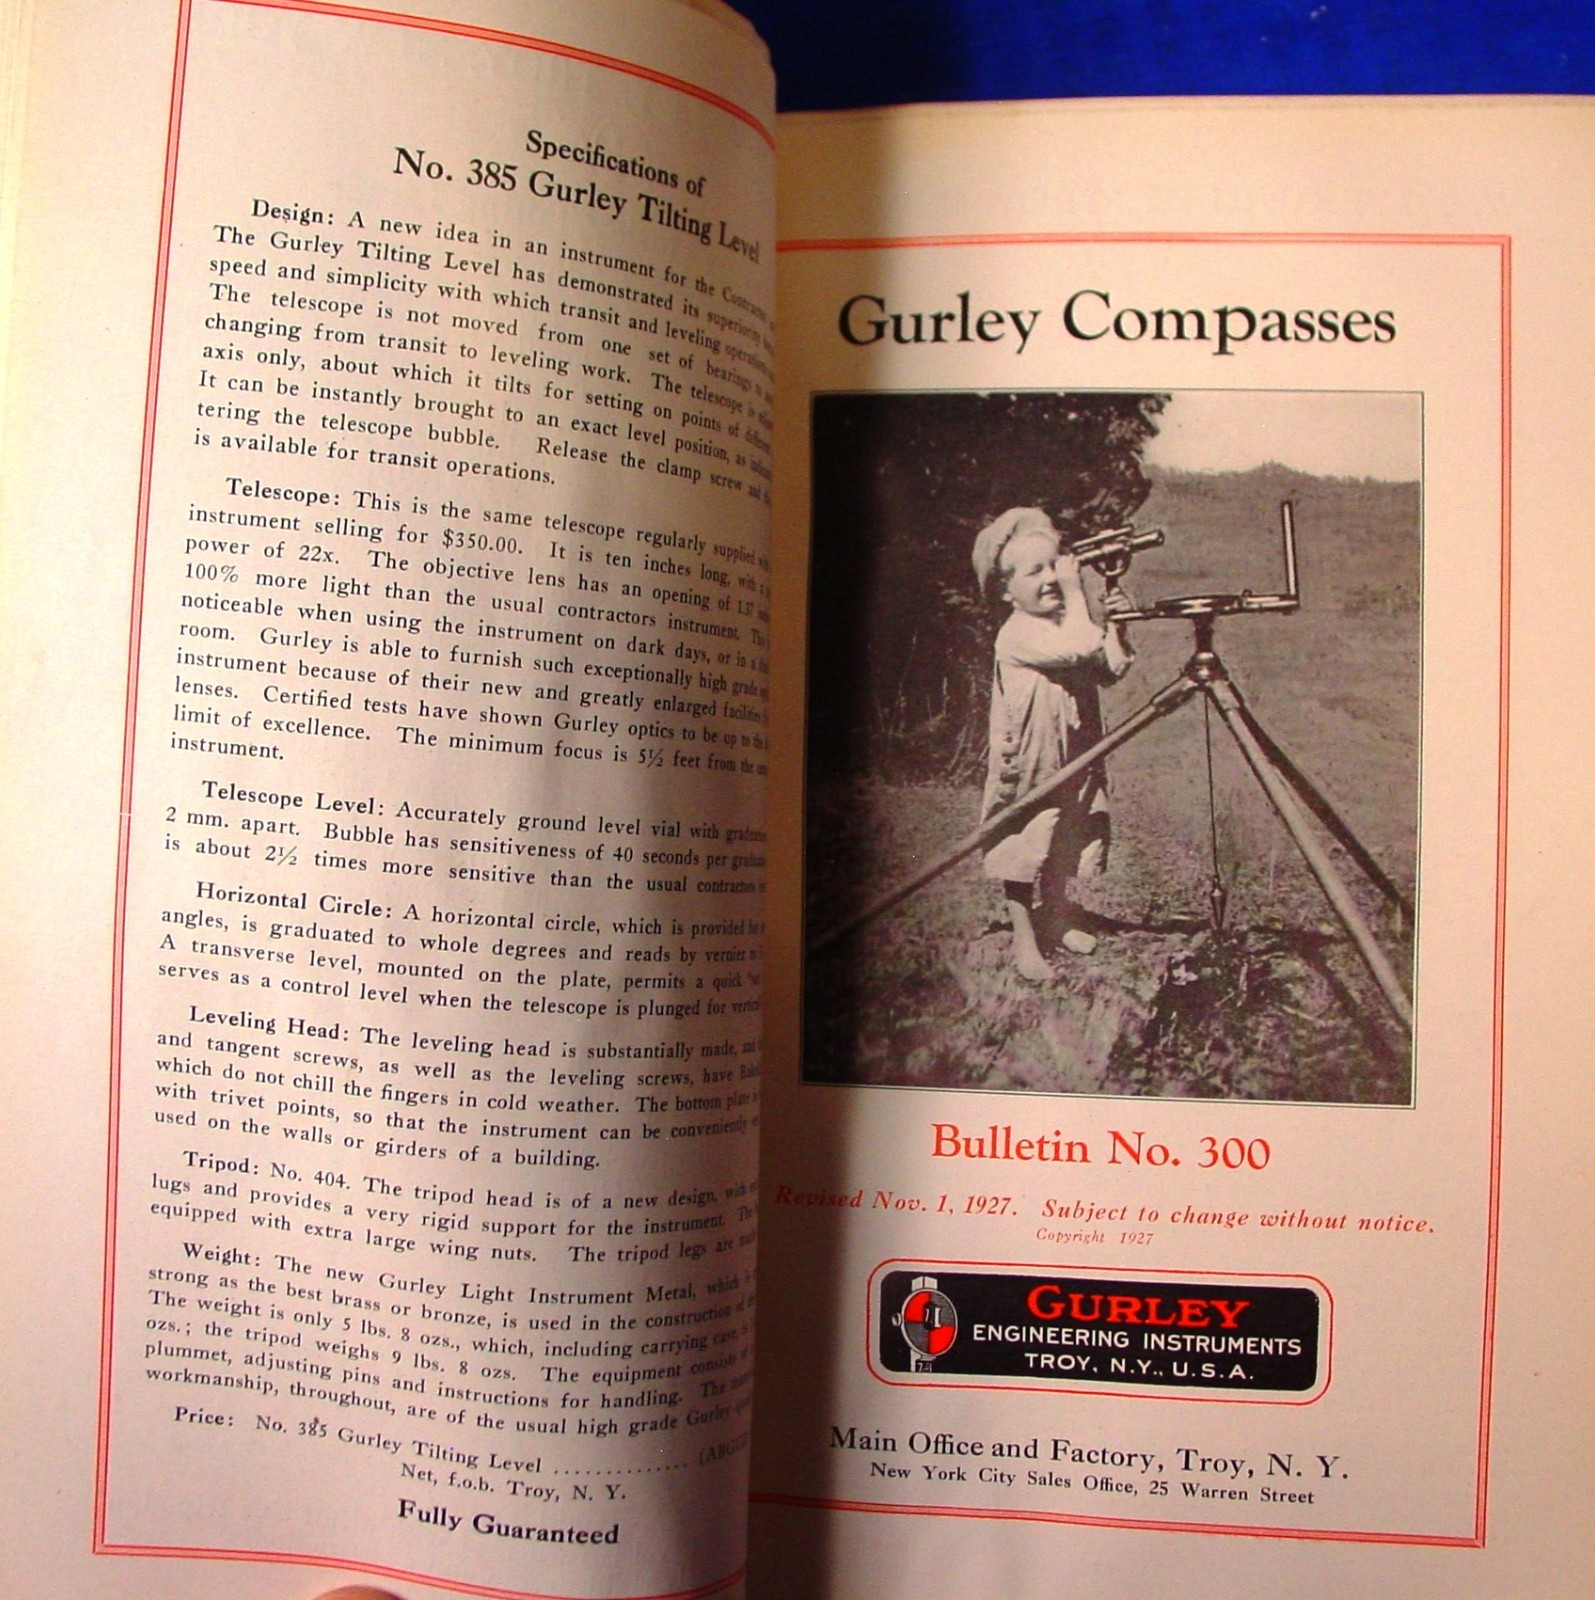 Specifications of
No. 385 Gurley Tilting Level
Design: A new idea in an instrument for the
The Gurley Tilting Level has demonstrated its superiority
speed and simplicity with which transit and leveling operations
The telescope is not moved from one set of bearings to
changing from transit to leveling work. The telescope is
axis only, about which it tilts for setting on points of
It can be instantly brought to an exact level position, as
tering the telescope bubble. Release the clamp screw and
is available for transit operations.
Telescope: This is the same telescope regularly supplied
instrument selling for $350.00. It is ten inches long, with a
power of 22x. The objective lens has an opening of 1.37
100% more light than the usual contractors instrument.
noticeable when using the instrument on dark days, or in a
room. Gurley is able to furnish such exceptionally high grade
instrument because of their new and greatly enlarged facilities
lenses. Certified tests have shown Gurley optics to be up to the
limit of excellence. The minimum focus is 5½ feet from the
instrument.
Telescope Level: Accurately ground level vial with
2 mm. apart. Bubble has sensitiveness of 40 seconds per
is about 2½ times more sensitive than the usual
Horizontal Circle: A horizontal circle, which is provided
angles, is graduated to whole degrees and reads by vernier
A transverse level, mounted on the plate, permits a quick
serves as a control level when the telescope is plunged for
Leveling Head: The leveling head is substantially made,
and tangent screws, as well as the leveling screws, have
which do not chill the fingers in cold weather. The bottom plate
with trivet points, so that the instrument can be conveniently
used on the walls or girders of a building.
Tripod: No. 404. The tripod head is of a new design, with
lugs and provides a very rigid support for the instrument. The
equipped with extra large wing nuts. The tripod legs are
Weight: The new Gurley Light Instrument Metal, which is
strong as the best brass or bronze, is used in the construction of
The weight is only 5 lbs. 8 ozs., which, including carrying case,
ozs.; the tripod weighs 9 lbs. 8 ozs. The equipment consists of
plummet, adjusting pins and instructions for handling. The
workmanship, throughout, are of the usual high grade Gurley
Price: No. 385 Gurley Tilting Level ..............
Net, f.o.b. Troy, N. Y.
Fully Guaranteed
Gurley Compasses
Bulletin No. 300
Revised Nov. 1, 1927. Subject to change without notice.
Copyright 1927
GURLEY
ENGINEERING INSTRUMENTS
TROY, N.Y., U.S.A.
Main Office and Factory, Troy, N. Y.
New York City Sales Office, 25 Warren Street